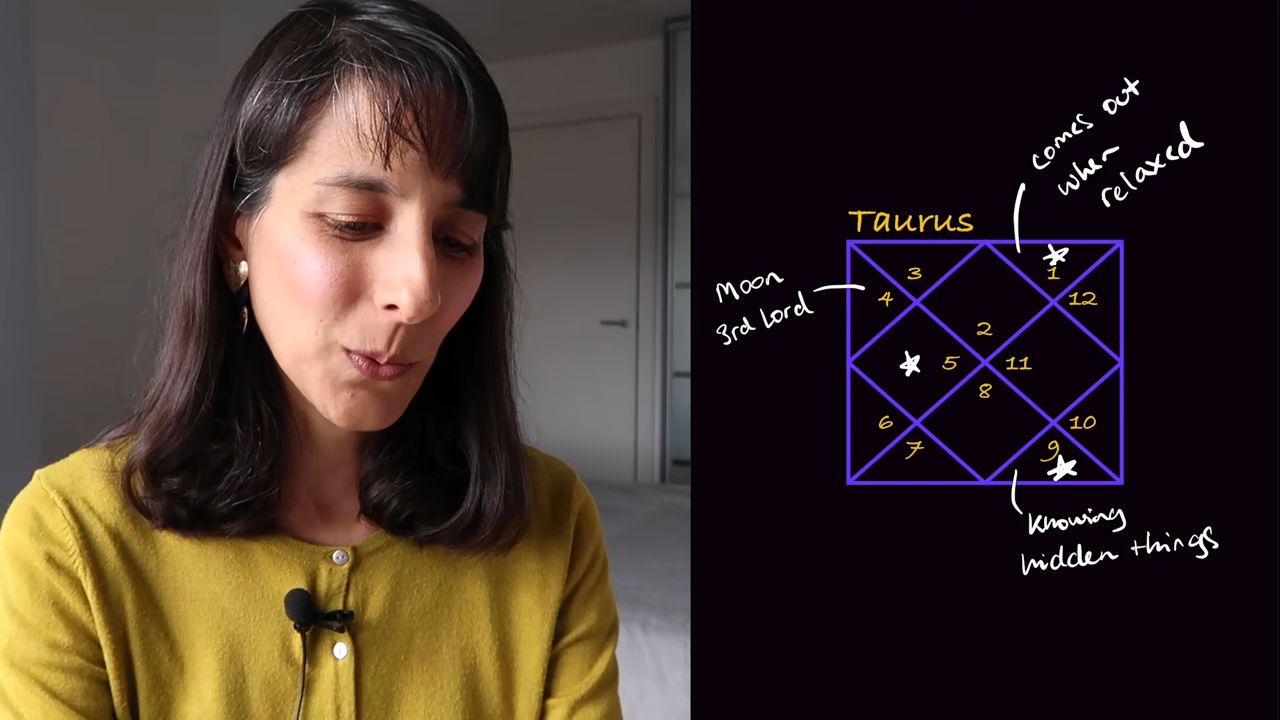 comes out
when
relaxed
Taurus
Moon
3rd Lord
3
1
4
12
2
5
11
8
6
10
7
9
Knowing
hidden things